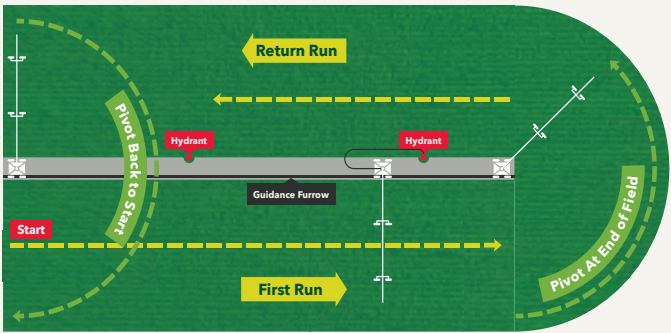 Return Run
Pivot Back to Start
Hydrant
Hydrant
Guidance Furrow
Start
Pivot At End of Field
First Run